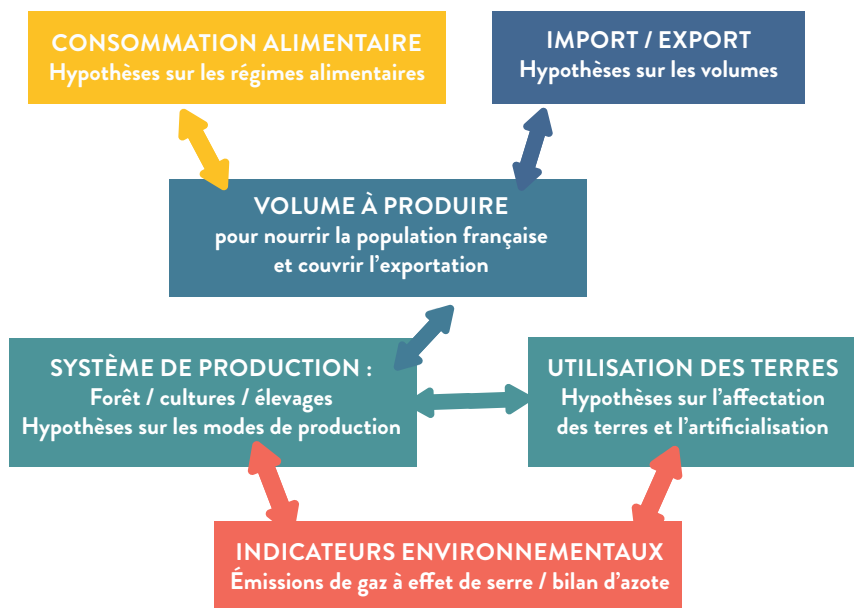 CONSOMMATION ALIMENTAIRE
Hypothèses sur les régimes alimentaires
IMPORT / EXPORT
Hypothèses sur les volumes
VOLUME À PRODUIRE
pour nourrir la population française
et couvrir l'exportation
SYSTÈME DE PRODUCTION :
Forêt / cultures / élevages
Hypothèses sur les modes de production
UTILISATION DES TERRES
Hypothèses sur l'affectation
des terres et l'artificialisation
INDICATEURS ENVIRONNEMENTAUX
Émissions de gaz à effet de serre / bilan d'azote